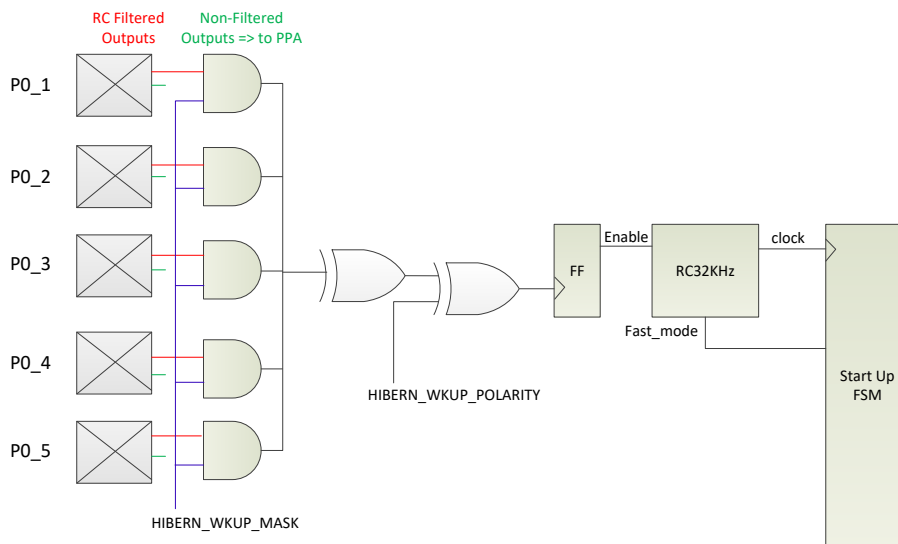 RC Filtered
Outputs
Non-Filtered
Outputs => to PPA
P0_1
P0_2
P0_3
P0_4
P0_5
HIBERN_WKUP_MASK
HIBERN_WKUP_POLARITY
FF
Enable
RC32KHz
clock
Fast_mode
Start Up
FSM